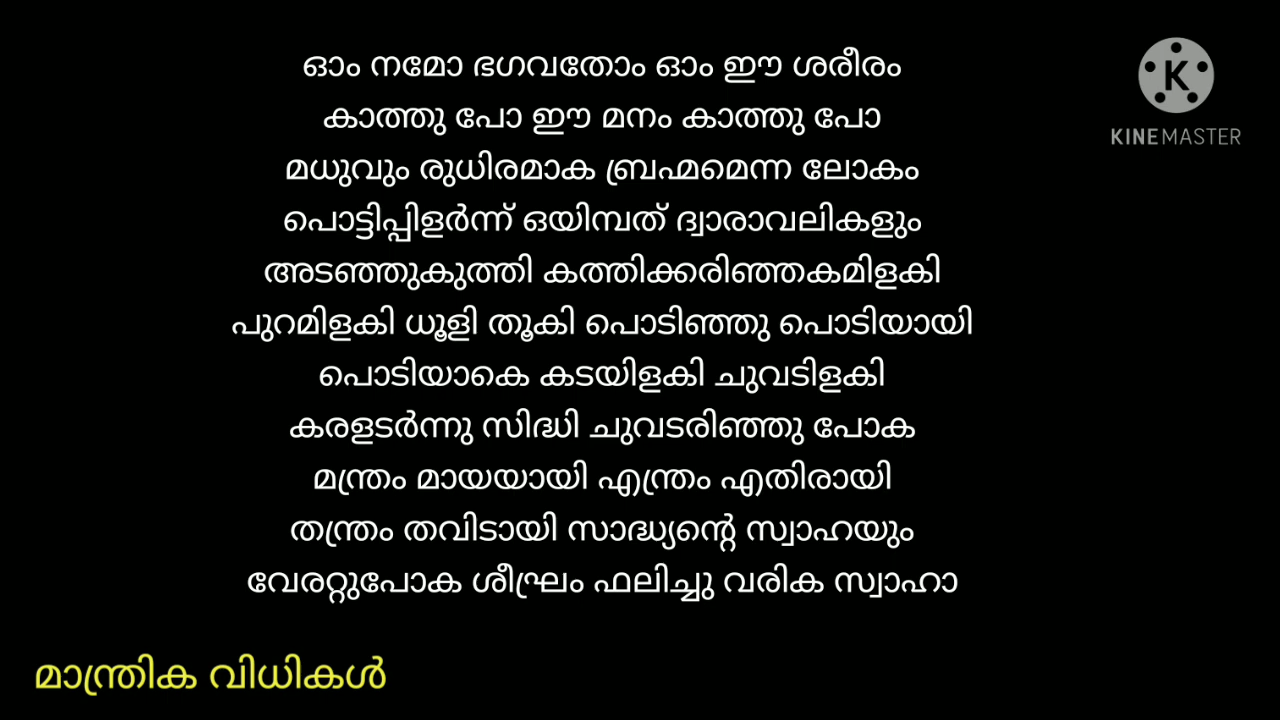 ഓം നമോ ഭഗവതോം ഓം ഈ ശരീരം
കാത്തു പോ ഈ മനം കാത്തു പോ
മധുവും രുധിരമാക ബ്രഹ്മമെന്ന ലോകം
പൊട്ടിപ്പിളർന്ന് ഒയിമ്പത് ദ്വാരാവലികളും
അടഞ്ഞുകുത്തി കത്തിക്കരിഞ്ഞകമിളകി
പുറമിളകി ധൂളി തൂകി പൊടിഞ്ഞു പൊടിയായി
പൊടിയാകെ കടയിളകി ചുവടിളകി
കരളടർന്നു സിദ്ധി ചുവടരിഞ്ഞു പോക
മന്ത്രം മായയായി എന്ത്രം എതിരായി
തന്ത്രം തവിടായി സാദ്ധ്യന്റെ സ്വാഹയും
വേരറ്റുപോക ശീഘ്രം ഫലിച്ചു വരിക സ്വാഹാ
മാന്ത്രിക വിധികൾ
K
KINEMASTER